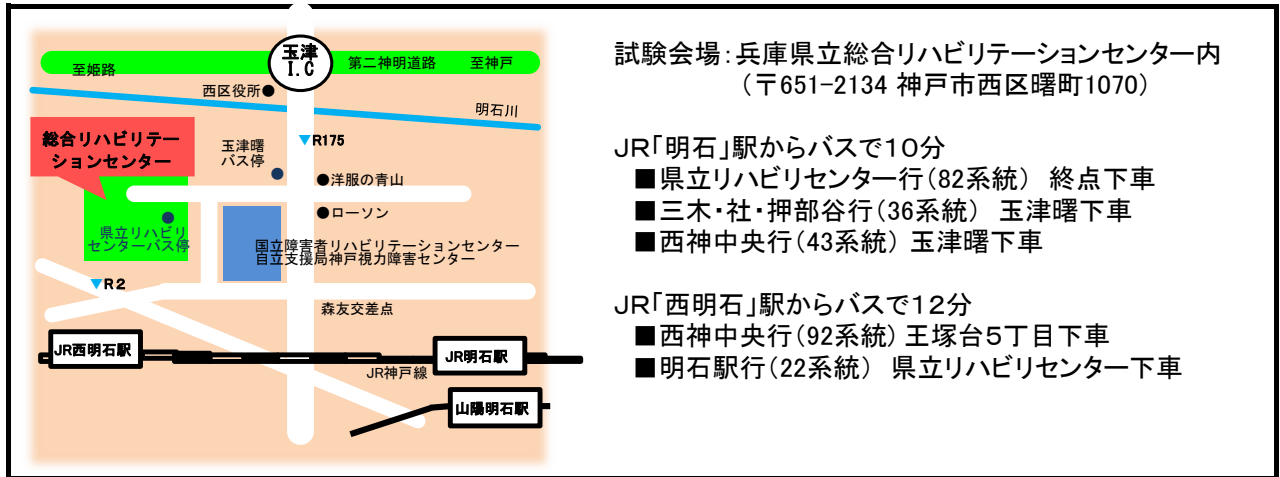 玉津
I.C
至姫路
第二神明道路
至神戸
西区役所●
明石川
総合リハビリテー
ションセンター
玉津曙
バス停
▼R175
●洋服の青山
●ローソン
県立リハビリ
センターバス停
国立障害者リハビリテーションセンター
自立支援局神戸視力障害センター
▼R2
森友交差点
JR西明石駅
JR明石駅
JR神戸線
山陽明石駅
試験会場:兵庫県立総合リハビリテーションセンター内
(〒651-2134 神戸市西区曙町1070)
JR「明石」駅からバスで10分
■県立リハビリセンター行(82系統) 終点下車
■三木・社・押部谷行(36系統) 玉津曙下車
■西神中央行(43系統) 玉津曙下車
JR「西明石」駅からバスで12分
■西神中央行(92系統) 王塚台5丁目下車
■明石駅行(22系統) 県立リハビリセンター下車